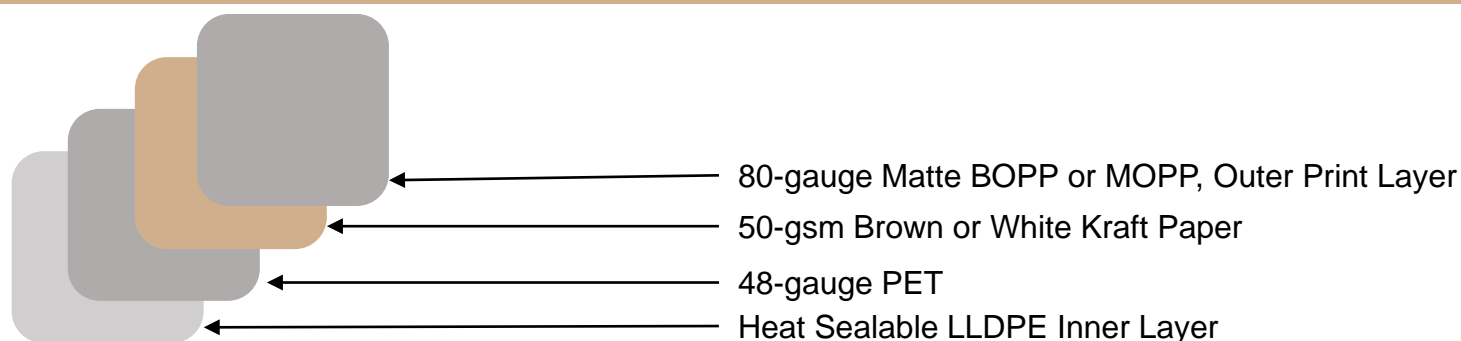 80-gauge Matte BOPP or MOPP, Outer Print Layer
50-gsm Brown or White Kraft Paper
48-gauge PET
Heat Sealable LLDPE Inner Layer